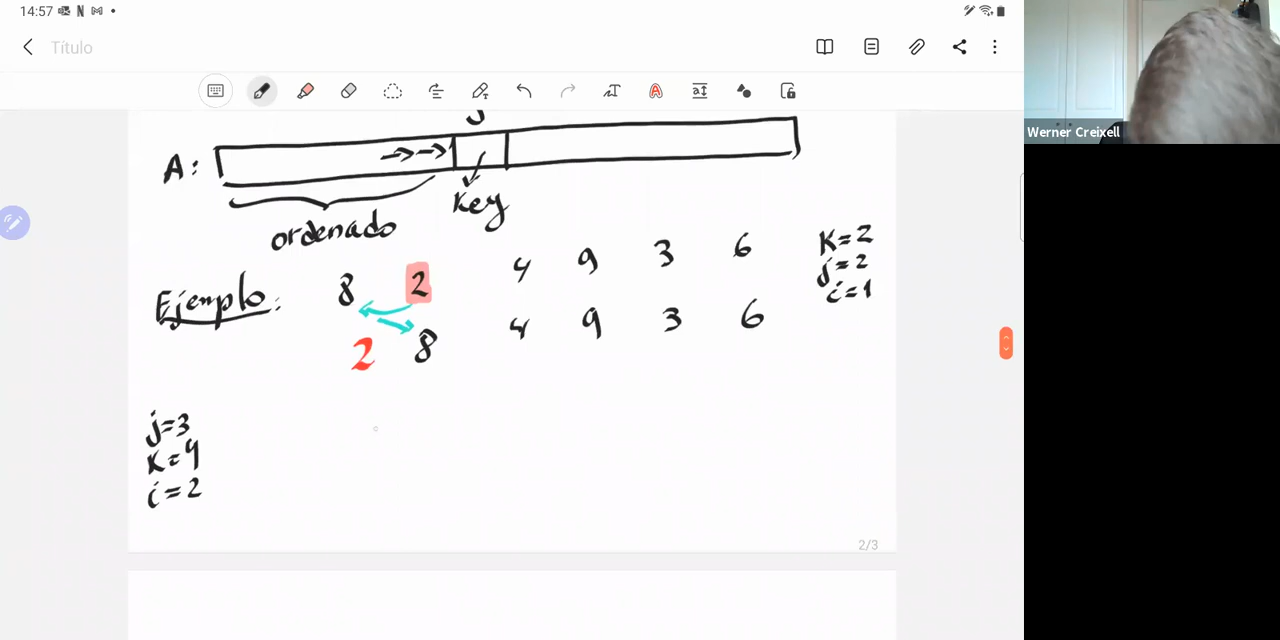 14:57
Título
Werner Creixell
A:
Key
ordenado
Ejemplo: 8 2 4 9 3 6
K=2
j=2
i=1
2 8 4 9 3 6
j=3
K=4
i=2
2/3